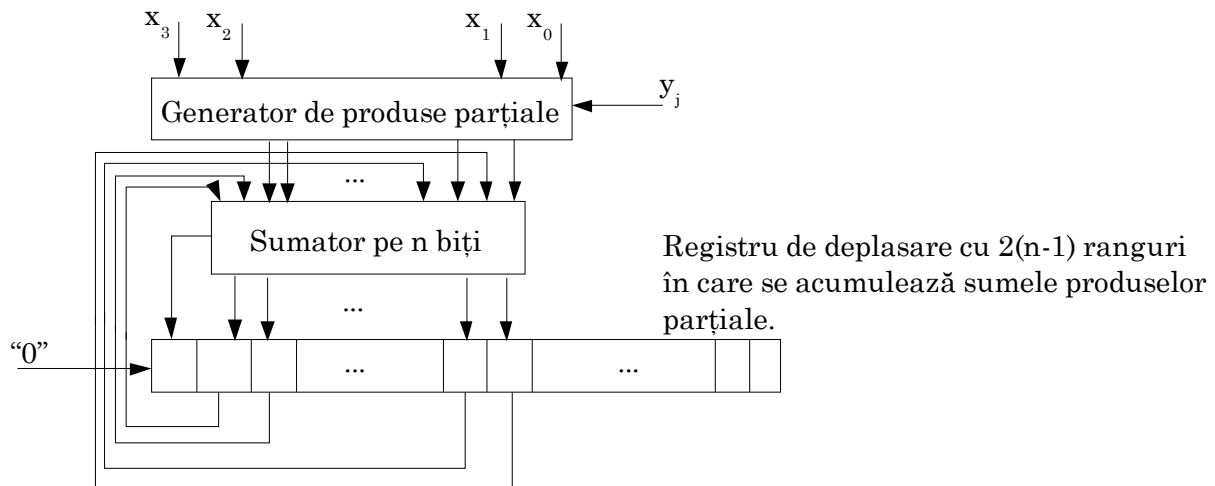 x3 x2 x1 x0
Generator de produse parțiale
yj
...
Sumator pe n biți
Registru de deplasare cu 2(n-1) ranguri
în care se acumulează sumele produselor
parțiale.
...
“0”
... ...